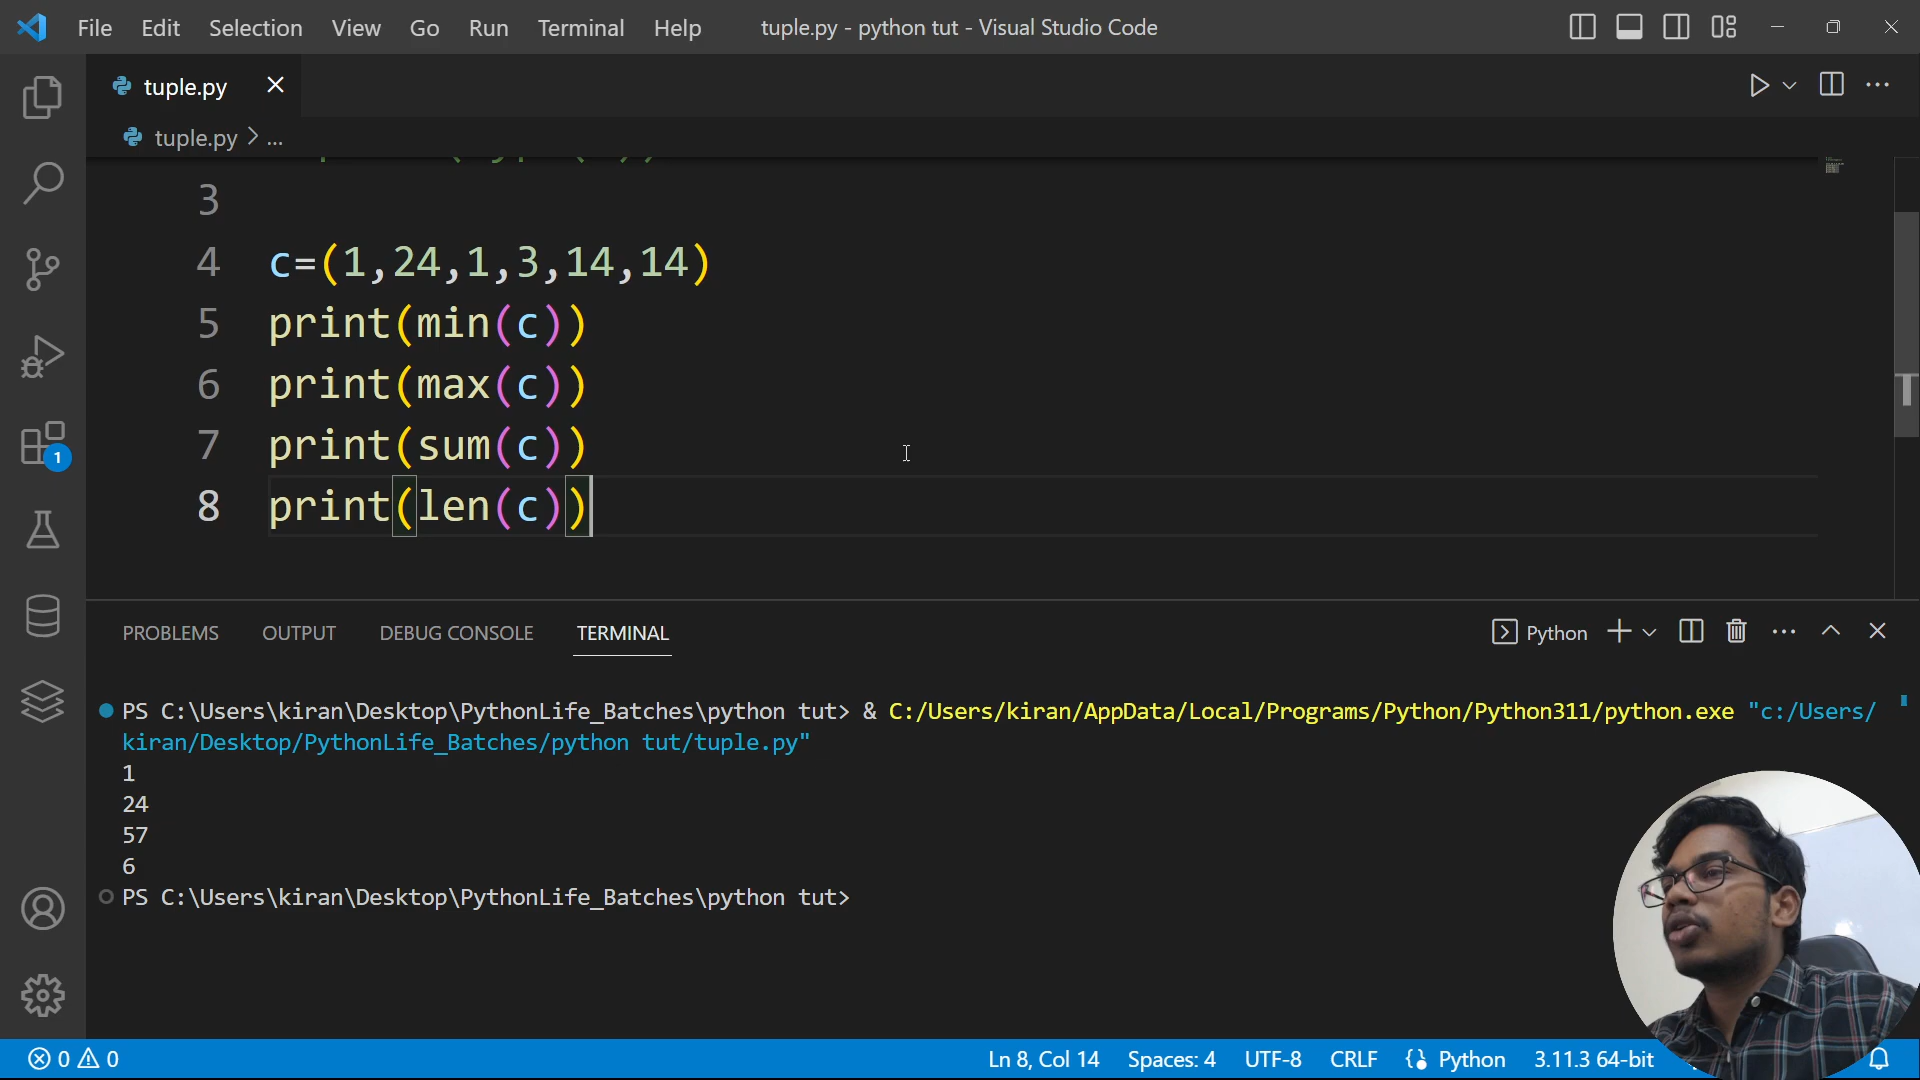 File Edit Selection View Go Run Terminal Help tuple.py - python tut - Visual Studio Code
tuple.py
tuple.py > ...
3
4 c=(1,24,1,3,14,14)
5 print(min(c))
6 print(max(c))
7 print(sum(c))
8 print(len(c))
1
PROBLEMS OUTPUT DEBUG CONSOLE TERMINAL Python
PS C:\Users\kiran\Desktop\PythonLife_Batches\python tut> & C:/Users/kiran/AppData/Local/Programs/Python/Python311/python.exe "c:/Users/
kiran/Desktop/PythonLife_Batches/python tut/tuple.py"
1
24
57
6
PS C:\Users\kiran\Desktop\PythonLife_Batches\python tut>
0 0 Ln 8, Col 14 Spaces: 4 UTF-8 CRLF {} Python 3.11.3 64-bit